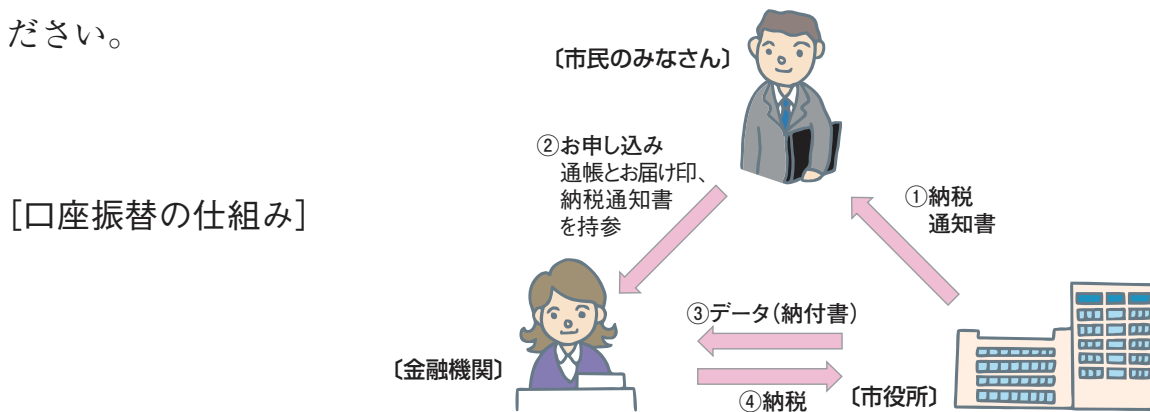 ださい。
〔市民のみなさん〕
②お申し込み
通帳とお届け印、
納税通知書
を持参
①納税
通知書
[口座振替の仕組み]
③データ(納付書)
〔金融機関〕
④納税
〔市役所〕